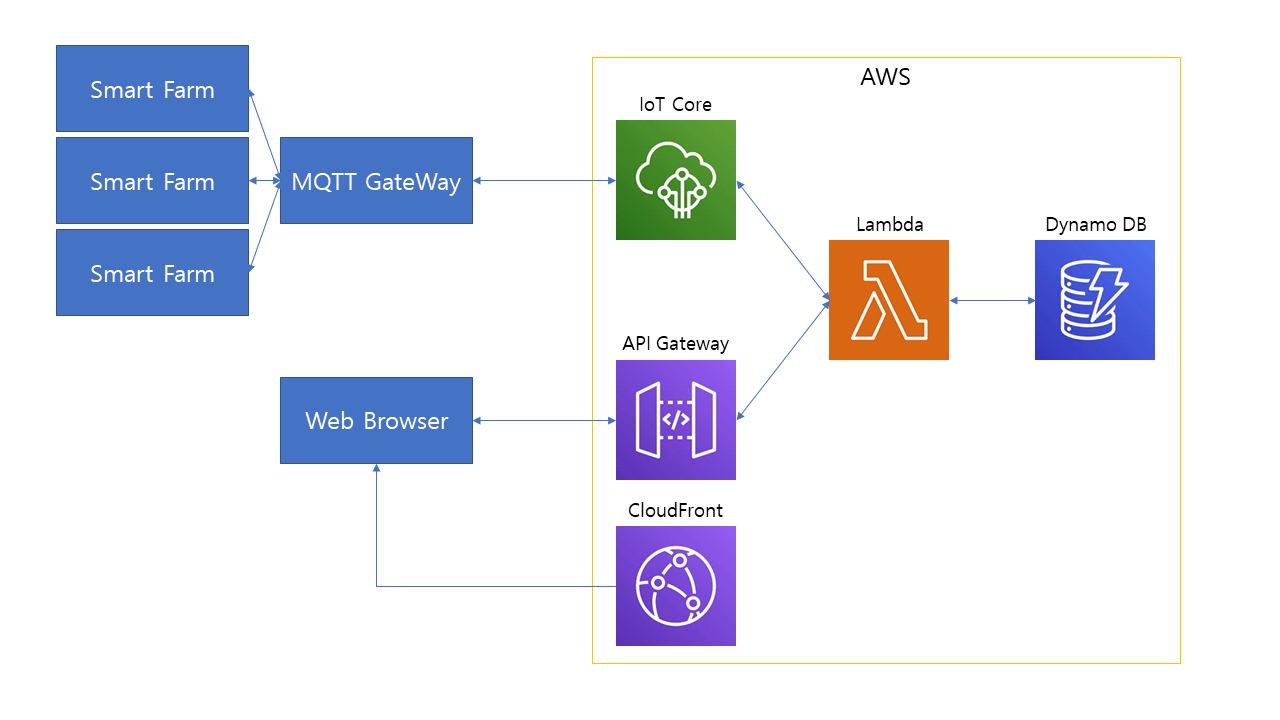 Smart Farm
Smart Farm
Smart Farm
MQTT GateWay
Web Browser
AWS
IoT Core
Lambda
Dynamo DB
API Gateway
</>
CloudFront